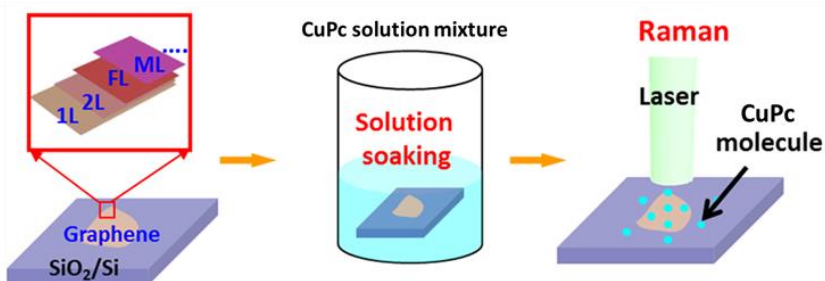 ML ....
FL
2L
1L
Graphene
SiO₂/Si
CuPc solution mixture
Solution
soaking
Raman
Laser
CuPc
molecule